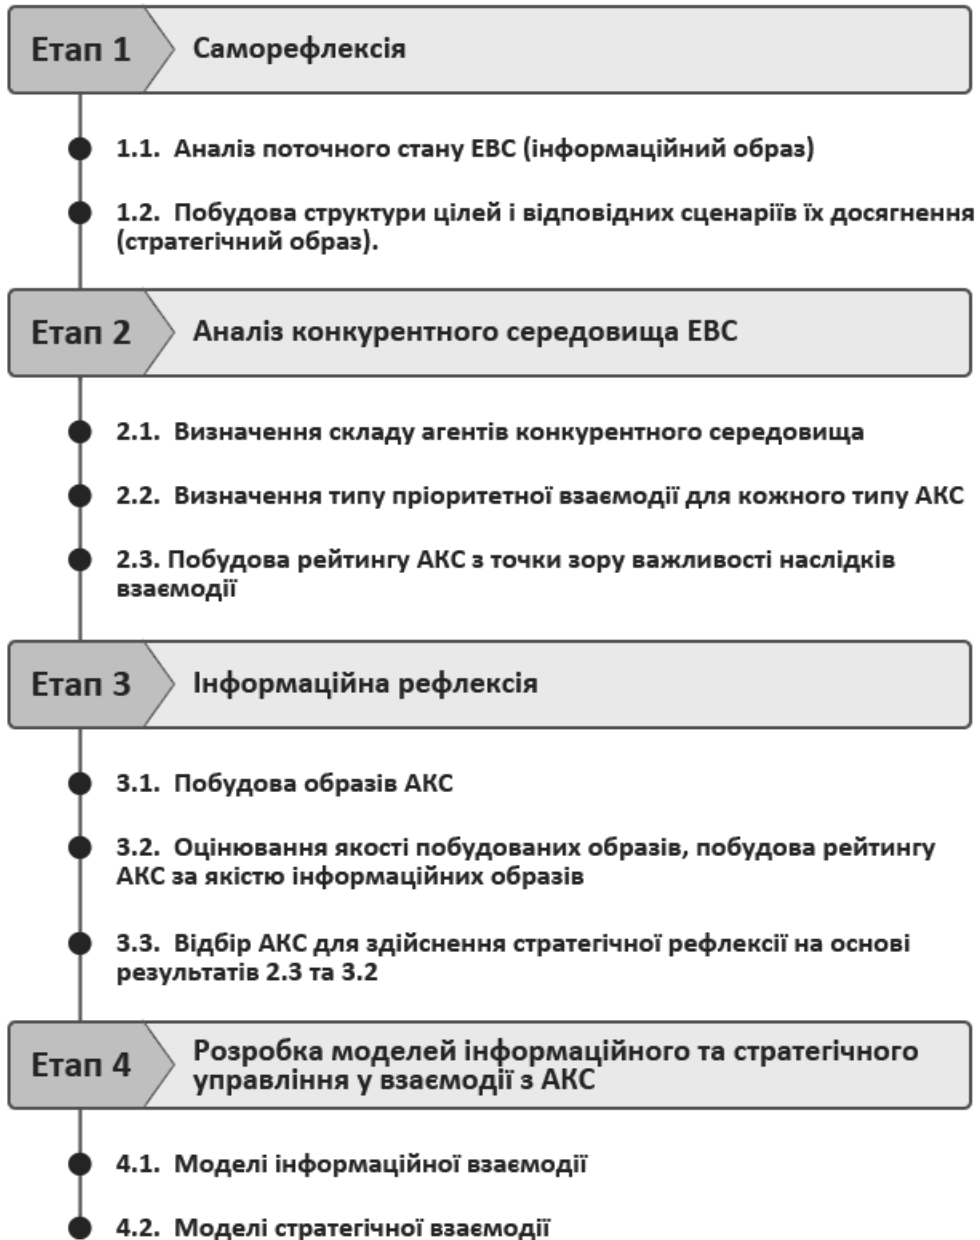 Етап 1
Саморефлексія
1.1. Аналіз поточного стану ЕВС (інформаційний образ)
1.2. Побудова структури цілей і відповідних сценаріїв їх досягнення
(стратегічний образ).
Етап 2
Аналіз конкурентного середовища ЕВС
2.1. Визначення складу агентів конкурентного середовища
2.2. Визначення типу пріоритетної взаємодії для кожного типу АКС
2.3. Побудова рейтингу АКС з точки зору важливості наслідків
взаємодії
Етап 3
Інформаційна рефлексія
3.1. Побудова образів АКС
3.2. Оцінювання якості побудованих образів, побудова рейтингу
АКС за якістю інформаційних образів
3.3. Відбір АКС для здійснення стратегічної рефлексії на основі
результатів 2.3 та 3.2
Етап 4
Розробка моделей інформаційного та стратегічного
управління у взаємодії з АКС
4.1. Моделі інформаційної взаємодії
4.2. Моделі стратегічної взаємодії